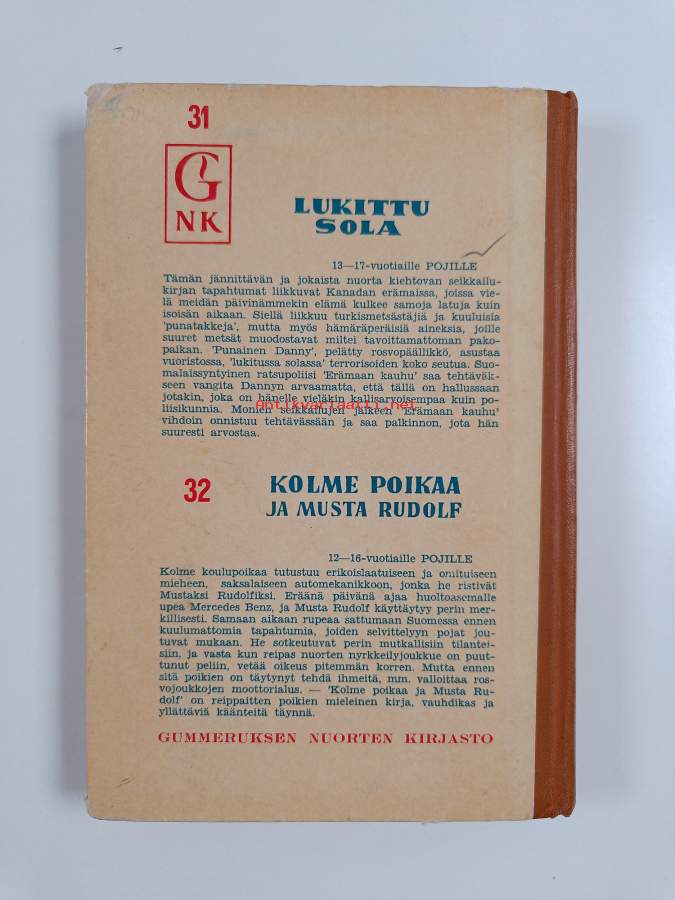 31
G
NK
LUKITTU
SOLA
13—17-vuotiaille POJILLE
Tämän jännittävän ja jokaista nuorta kiehtovan seikkailu-
kirjan tapahtumat liikkuvat Kanadan erämaissa, joissa vie-
lä meidän päivinämmekin elämä kulkee samoja latuja kuin
isoisän aikaan. Siellä liikkuu turkismetsästäjiä ja kuuluisia
'punatakkeja', mutta myös hämäräperäisiä aineksia, joille
suuret metsät muodostavat miltei tavoittamattoman pako-
paikan. 'Punainen Danny', pelätty rosvopäällikkö, asustaa
vuoristossa, 'lukitussa solassa' terrorisoiden koko seutua. Suo-
malaissyntyinen ratsupoliisi 'Erämaan kauhu' saa tehtäväk-
seen vangita Dannyn arvaamatta, että tällä on hallussaan
jotakin, joka on hänelle vieläkin kallisarvoisempaa kuin po-
liisikunnia. Monien seikkailujen jälkeen 'Erämaan kauhu'
vihdoin onnistuu tehtävässään ja saa palkinnon, jota hän
suuresti arvostaa.
antikvariaatti.net
32
KOLME POIKAA
JA MUSTA RUDOLF
12—16-vuotiaille POJILLE
Kolme koulupoikaa tutustuu erikoislaatuiseen ja omituiseen
mieheen, saksalaiseen automekanikkoon, jonka he ristivät
Mustaksi Rudolfiksi. Eräänä päivänä ajaa huoltoasemalle
upea Mercedes Benz, ja Musta Rudolf käyttäytyy perin mer-
killisesti. Samaan aikaan rupeaa sattumaan Suomessa ennen
kuulumattomia tapahtumia, joiden selvittelyyn pojat jou-
tuvat mukaan. He sotkeutuvat perin mutkallisiin tilantei-
siin, ja vasta kun reipas nuorten nyrkkeilyjoukkue on puut-
tunut peliin, vetää oikeus pitemmän korren. Mutta ennen
sitä poikien on täytynyt tehdä ihmeitä, mm. valloittaa ros-
vojoukkojen moottorialus. — 'Kolme poikaa ja Musta Ru-
dolf' on reippaitten poikien mieleinen kirja, vauhdikas ja
yllättäviä käänteitä täynnä.
GUMMERUKSEN NUORTEN KIRJASTO